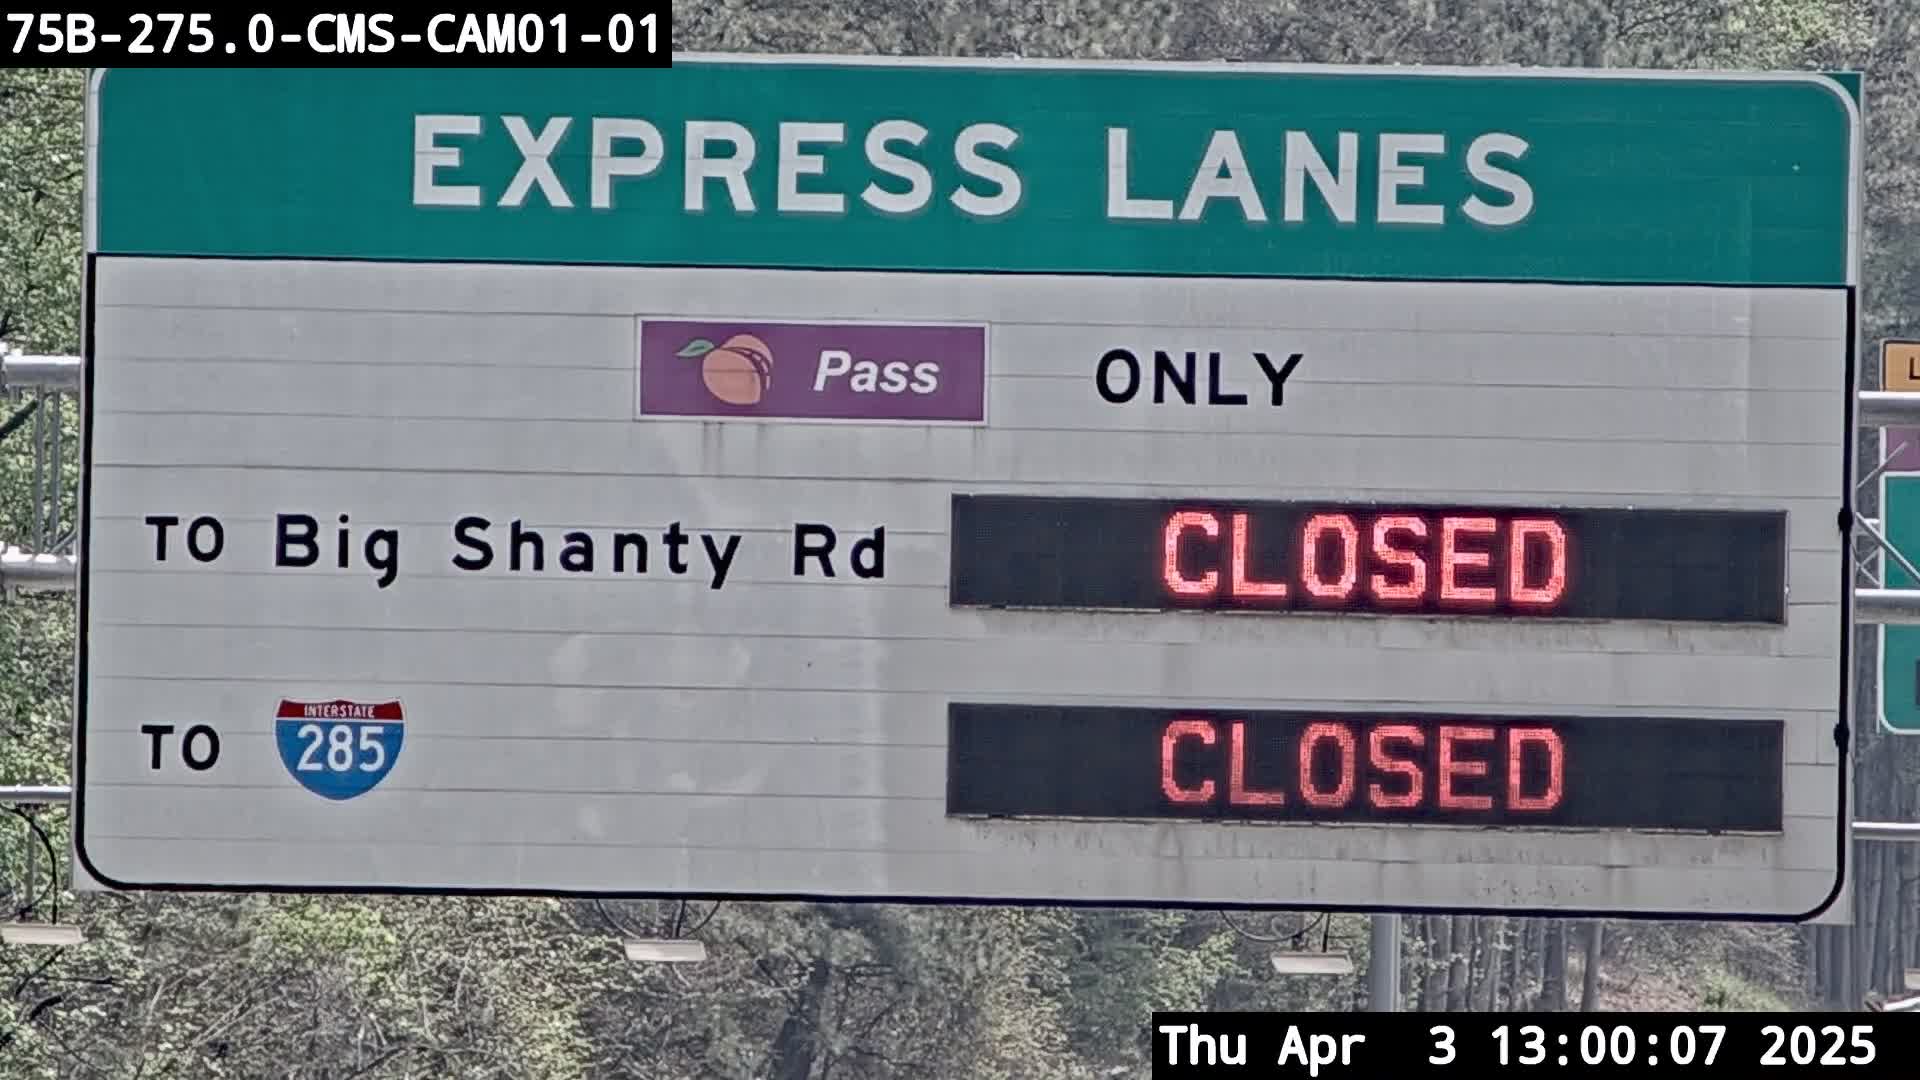 75B-275.0-CMS-CAM01-01
EXPRESS LANES
Pass ONLY
TO Big Shanty Rd CLOSED
INTERSTATE
TO 285 CLOSED
Thu Apr 3 13:00:07 2025